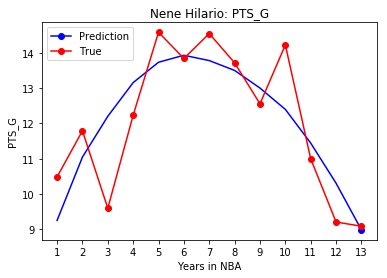 Nene Hilario: PTS_G
Prediction
True
PTS_G
14
13
12
11
10
9
1 2 3 4 5 6 7 8 9 10 11 12 13
Years in NBA